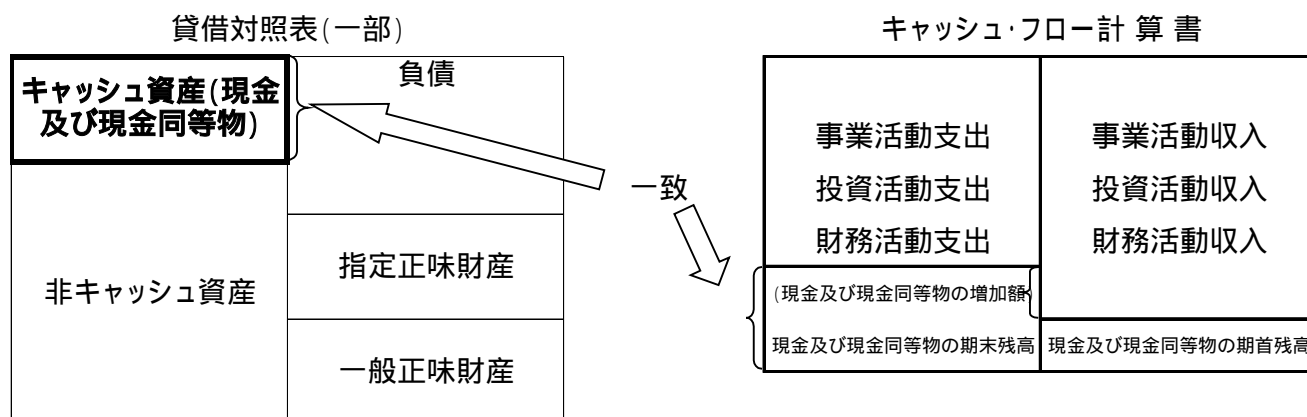 貸借対照表(一部)
キャッシュ資産(現金
及び現金同等物)
負債
非キャッシュ資産
指定正味財産
一般正味財産
一致
キャッシュ・フロー計 算 書
事業活動支出
事業活動収入
投資活動支出
投資活動収入
財務活動支出
財務活動収入
(現金及び現金同等物の増加額)
現金及び現金同等物の期末残高
現金及び現金同等物の期首残高